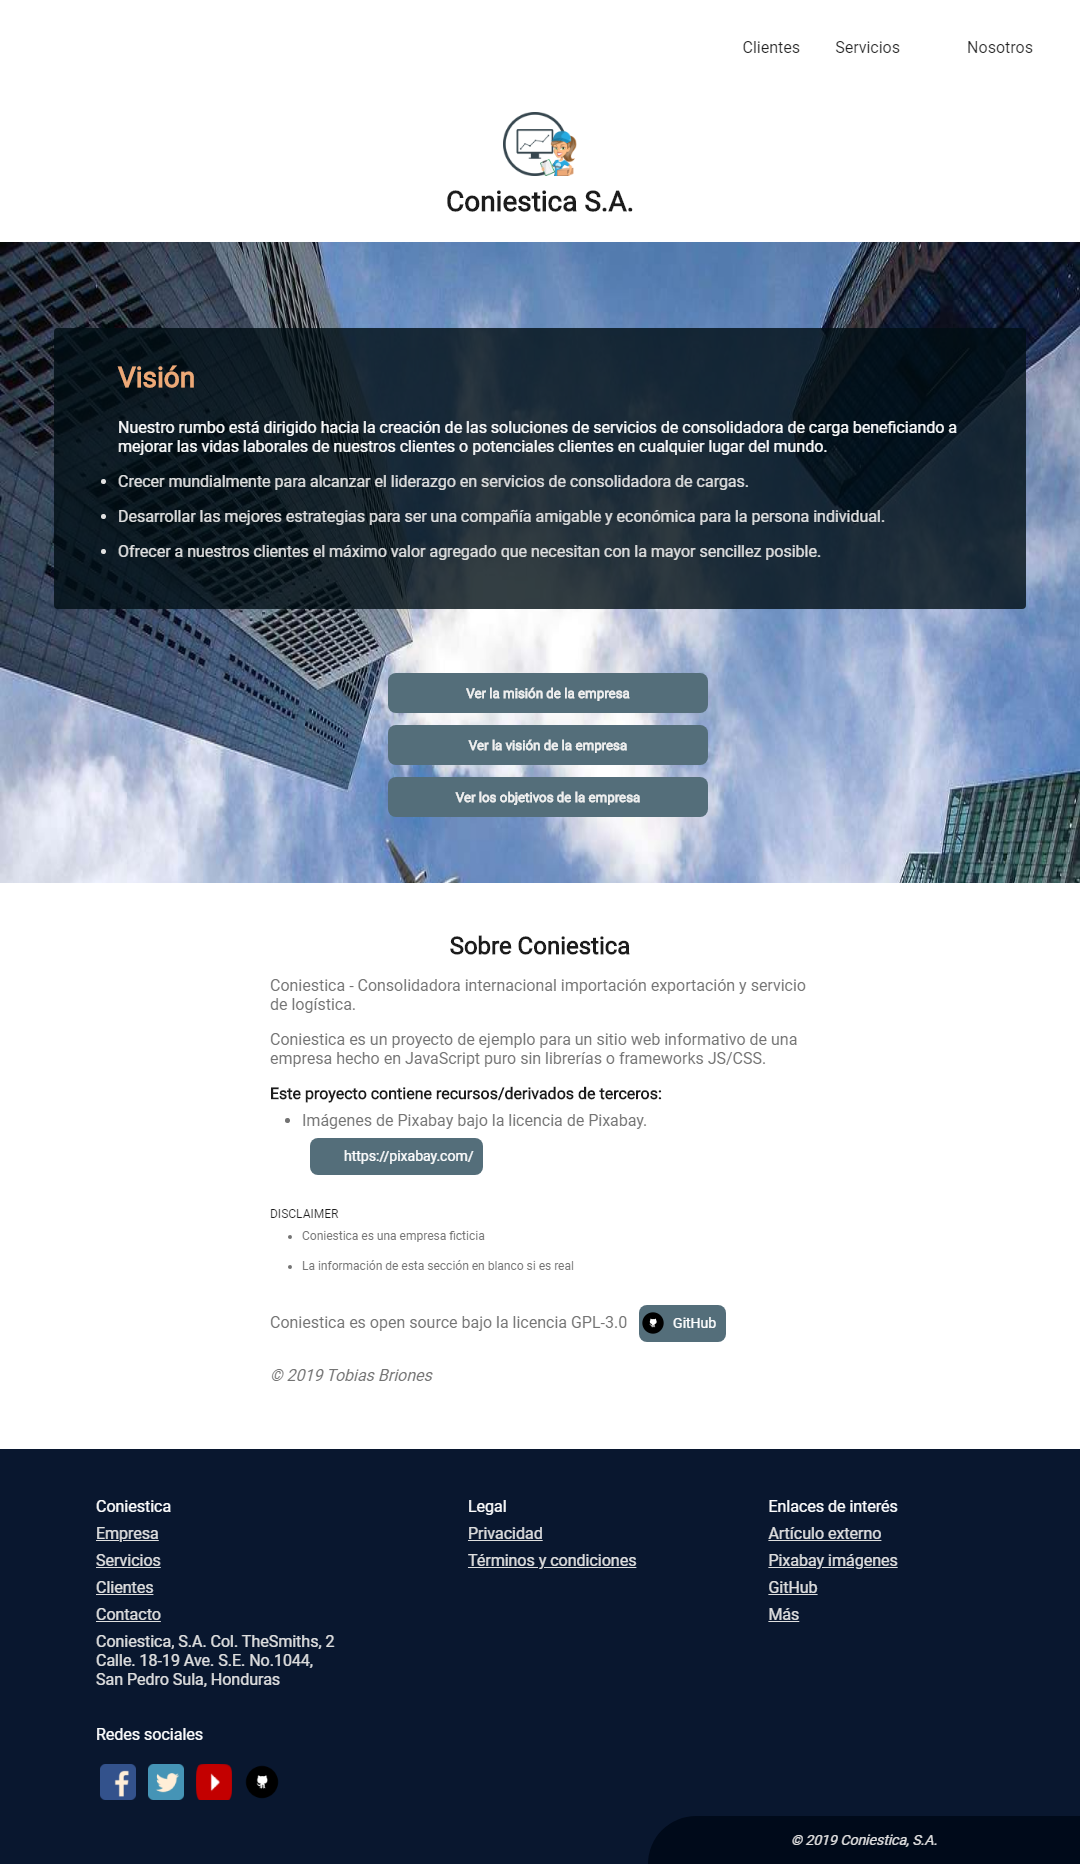 Clientes Servicios Nosotros
Coniestica S.A.
Visión
Nuestro rumbo está dirigido hacia la creación de las soluciones de servicios de consolidadora de carga beneficiando a
mejorar las vidas laborales de nuestros clientes o potenciales clientes en cualquier lugar del mundo.
• Crecer mundialmente para alcanzar el liderazgo en servicios de consolidadora de cargas.
• Desarrollar las mejores estrategias para ser una compañía amigable y económica para la persona individual.
• Ofrecer a nuestros clientes el máximo valor agregado que necesitan con la mayor sencillez posible.
Ver la misión de la empresa
Ver la visión de la empresa
Ver los objetivos de la empresa
Sobre Coniestica
Coniestica - Consolidadora internacional importación exportación y servicio
de logística.
Coniestica es un proyecto de ejemplo para un sitio web informativo de una
empresa hecho en JavaScript puro sin librerías o frameworks JS/CSS.
Este proyecto contiene recursos/derivados de terceros:
• Imágenes de Pixabay bajo la licencia de Pixabay.
https://pixabay.com/
DISCLAIMER
• Coniestica es una empresa ficticia
• La información de esta sección en blanco si es real
Coniestica es open source bajo la licencia GPL-3.0 GitHub
© 2019 Tobias Briones
Coniestica
Empresa
Servicios
Clientes
Contacto
Coniestica, S.A. Col. TheSmiths, 2
Calle. 18-19 Ave. S.E. No.1044,
San Pedro Sula, Honduras
Legal
Privacidad
Términos y condiciones
Enlaces de interés
Artículo externo
Pixabay imágenes
GitHub
Más
Redes sociales
© 2019 Coniestica, S.A.